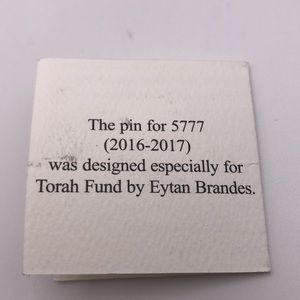 The pin for 5777
(2016-2017)
was designed especially for
Torah Fund by Eytan Brandes.